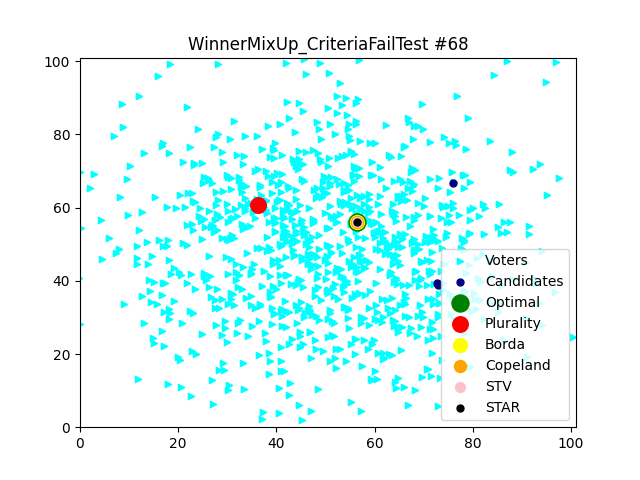 WinnerMixUp_CriteriaFailTest #68
100
80
60
40
20
0
0
20
40
60
80
100
Voters
Candidates
Optimal
Plurality
Borda
Copeland
STV
STAR